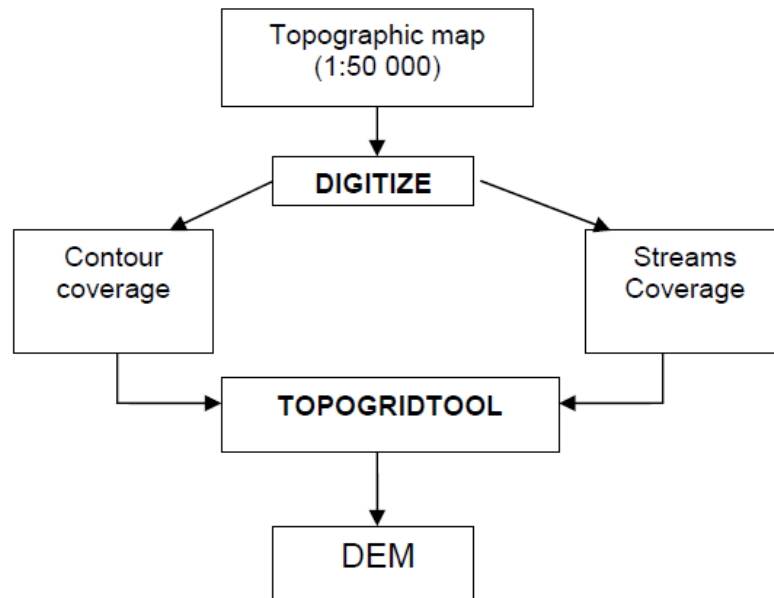 Topographic map
(1:50 000)
DIGITIZE
Contour
coverage
Streams
Coverage
TOPOGRIDTOOL
DEM